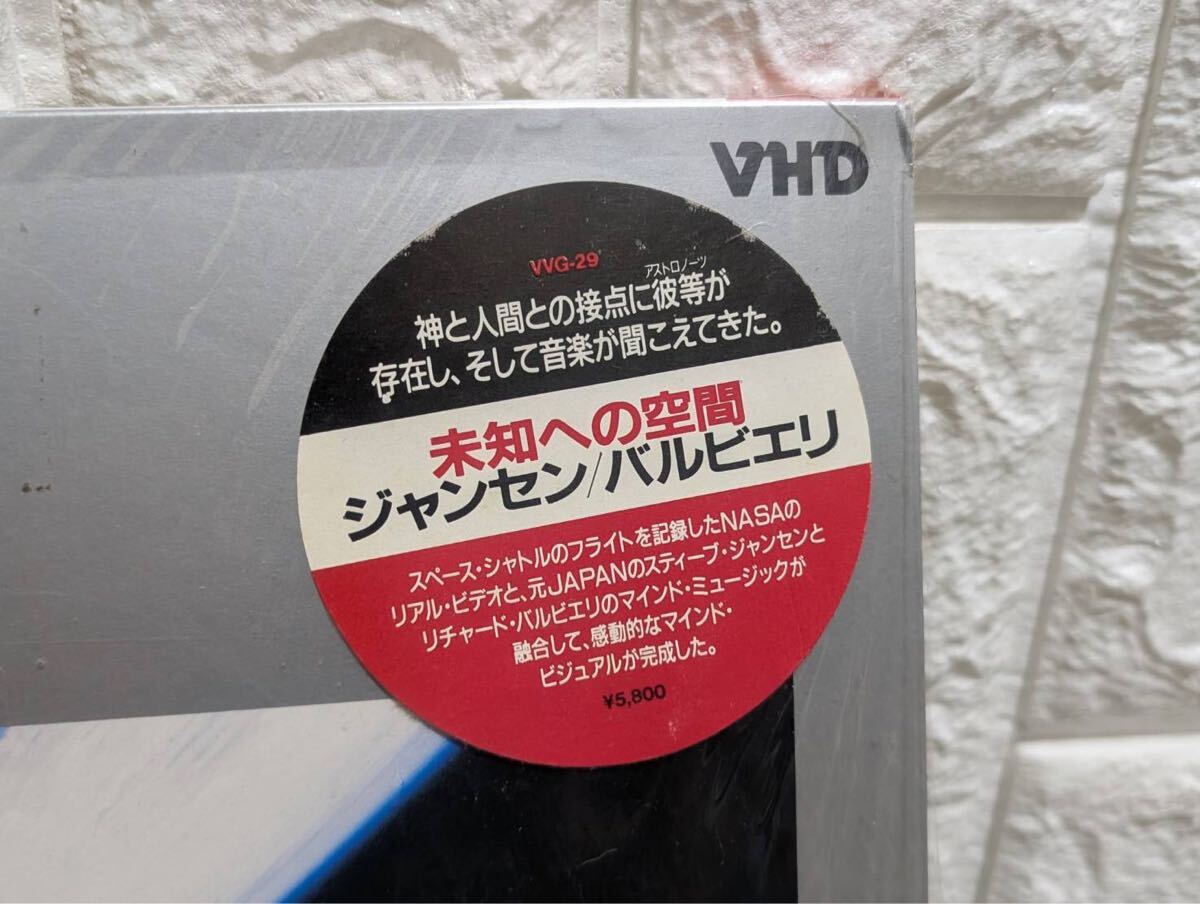 VHD
VVG-29
アストロノーツ
神と人間との接点に彼等が
存在し、そして音楽が聞こえてきた。
未知への空間
ジャンセン/バルビエリ
スペース・シャトルのフライトを記録したNASAの
リアル・ビデオと、元JAPANのスティーブ・ジャンセンと
リチャード・バルビエリのマインド・ミュージックが
融合して、感動的なマインド・
ビジュアルが完成した。
¥5,800